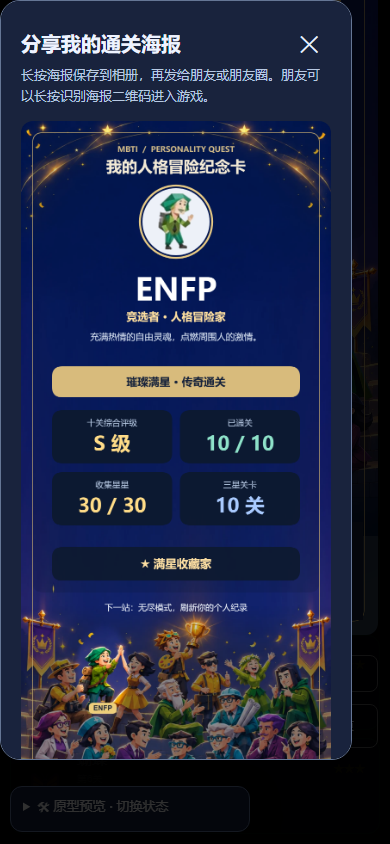 分享我的通关海报
长按海报保存到相册，再发给朋友或朋友圈。朋友可
以长按识别海报二维码进入游戏。
MBTI / PERSONALITY QUEST
我的人格冒险纪念卡
ENFP
竞选者·人格冒险家
充满热情的自由灵魂，点燃周围人的激情。
璀璨满星·传奇通关
十关综合评级
S 级
已通关
10 / 10
收集星星
30 / 30
三星关卡
10 关
★ 满星收藏家
下一站：无尽模式，刷新你的个人纪录
ENFP
▶ 🛠 原型预览 · 切换状态